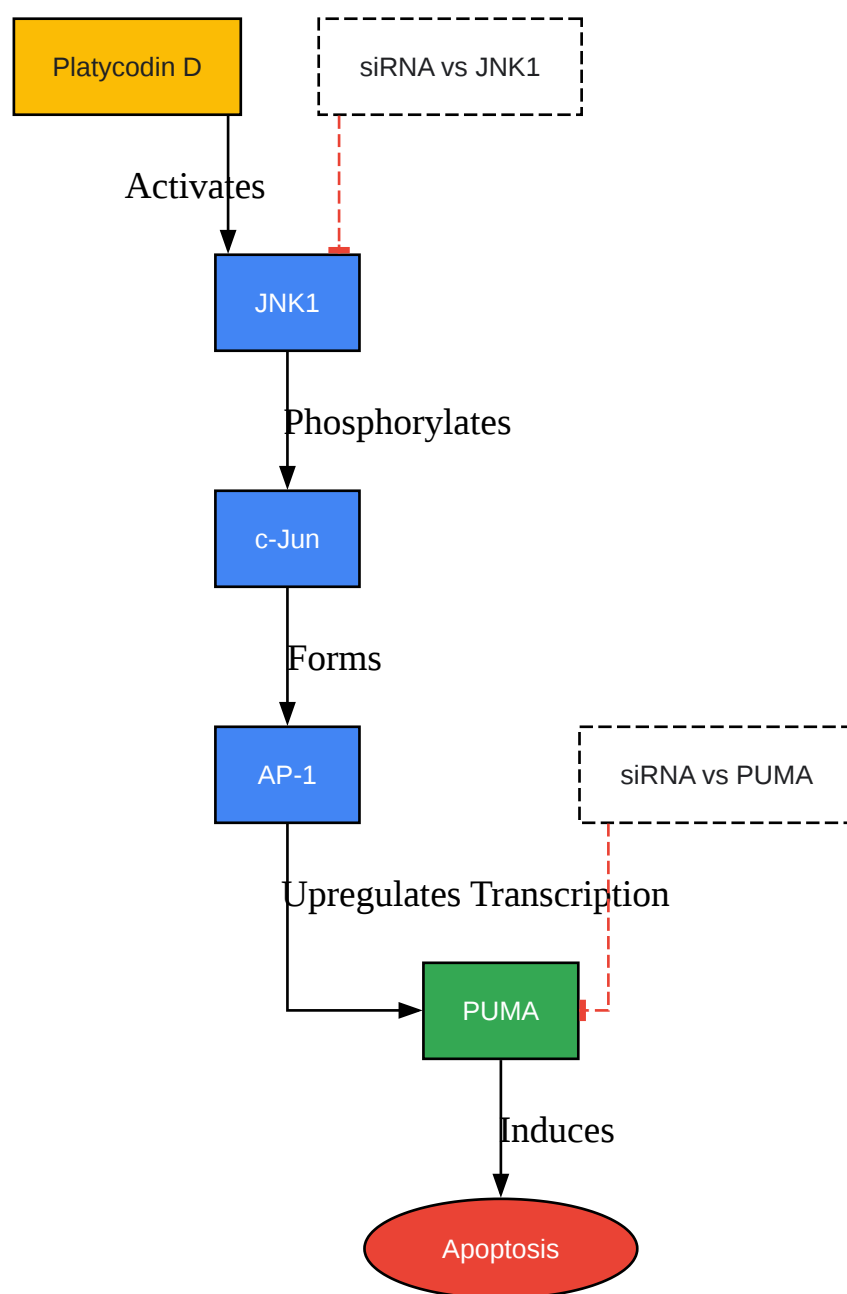 Platycodin D
siRNA vs JNK1
Activates
JNK1
Phosphorylates
c-Jun
Forms
AP-1
siRNA vs PUMA
Upregulates Transcription
PUMA
Induces
Apoptosis